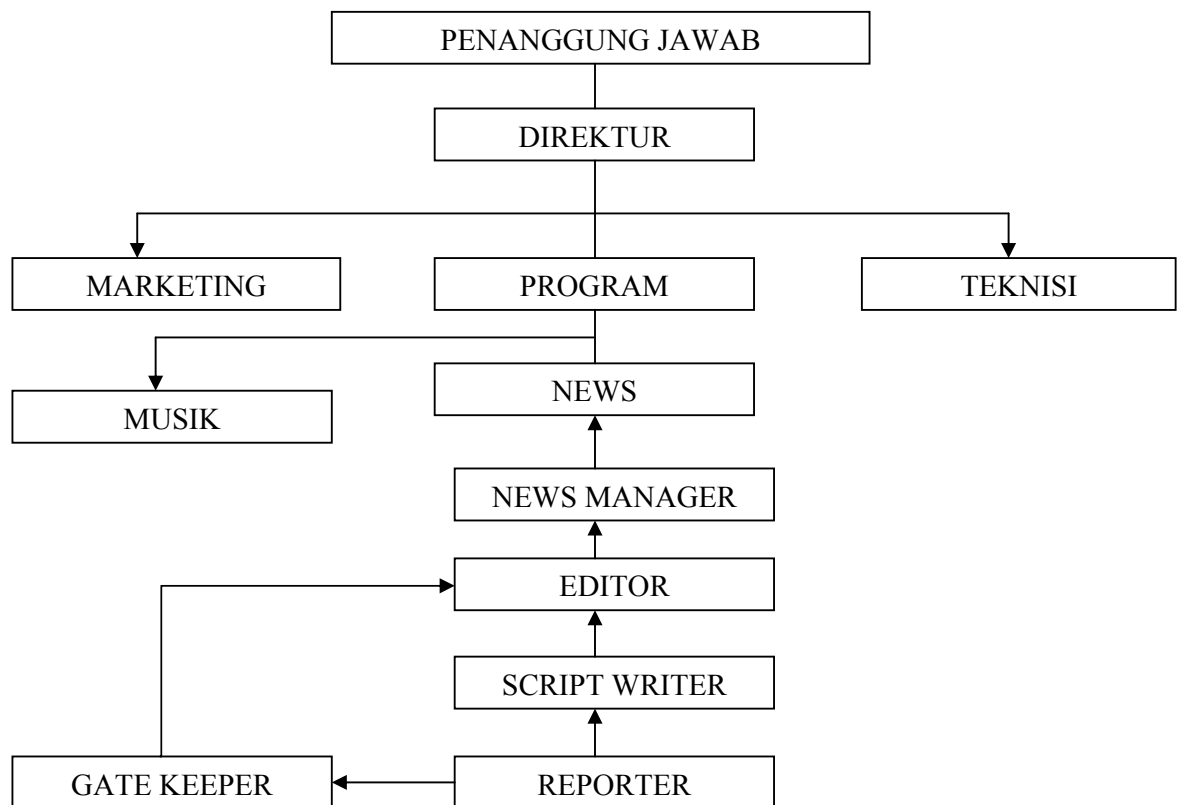 PENANGGUNG JAWAB
DIREKTUR
MARKETING
PROGRAM
TEKNISI
MUSIK
NEWS
NEWS MANAGER
EDITOR
SCRIPT WRITER
GATE KEEPER
REPORTER